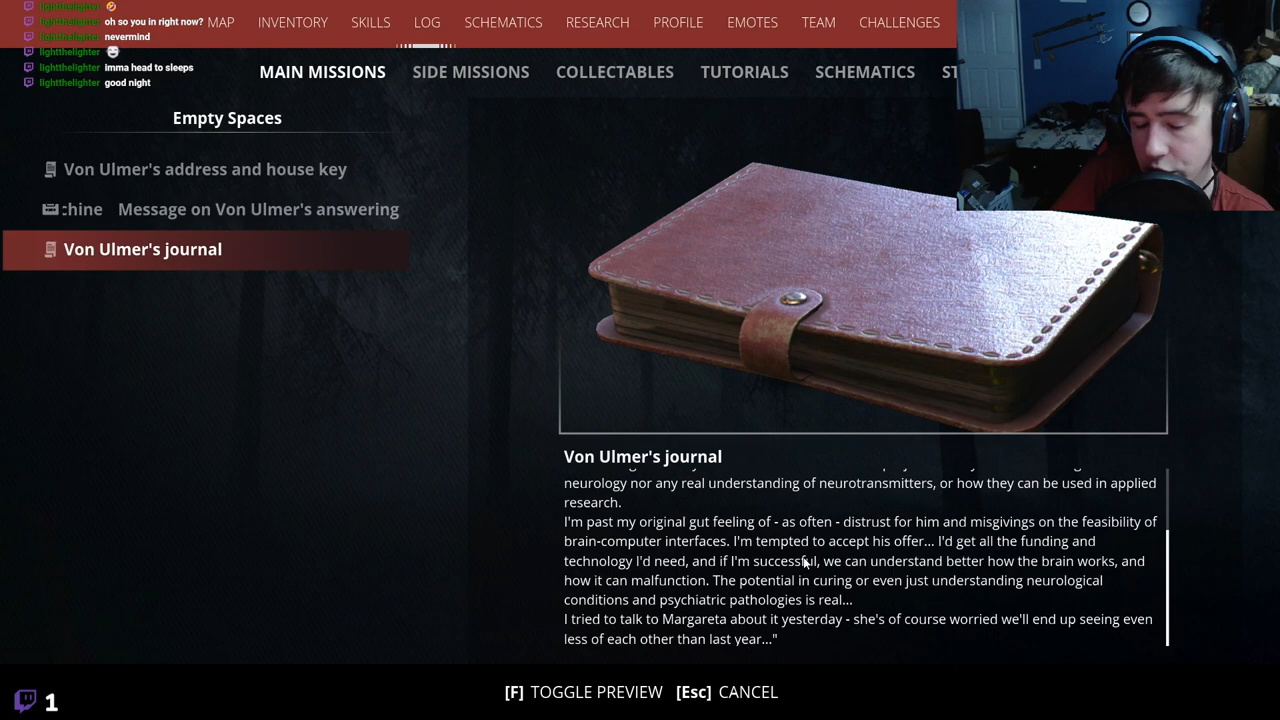 lightthelighter 🤣
lightthelighter oh so you in right now?
lightthelighter nevermind
lightthelighter 😄
lightthelighter imma head to sleeps
lightthelighter good night
MAP INVENTORY SKILLS LOG SCHEMATICS RESEARCH PROFILE EMOTES TEAM CHALLENGES
MAIN MISSIONS SIDE MISSIONS COLLECTABLES TUTORIALS SCHEMATICS ST
Empty Spaces
Von Ulmer's address and house key
:chine Message on Von Ulmer's answering
Von Ulmer's journal
Von Ulmer's journal
neurology nor any real understanding of neurotransmitters, or how they can be used in applied
research.
I'm past my original gut feeling of - as often - distrust for him and misgivings on the feasibility of
brain-computer interfaces. I'm tempted to accept his offer... I'd get all the funding and
technology I'd need, and if I'm successful, we can understand better how the brain works, and
how it can malfunction. The potential in curing or even just understanding neurological
conditions and psychiatric pathologies is real...
I tried to talk to Margareta about it yesterday - she's of course worried we'll end up seeing even
less of each other than last year..."
[F] TOGGLE PREVIEW [Esc] CANCEL
1